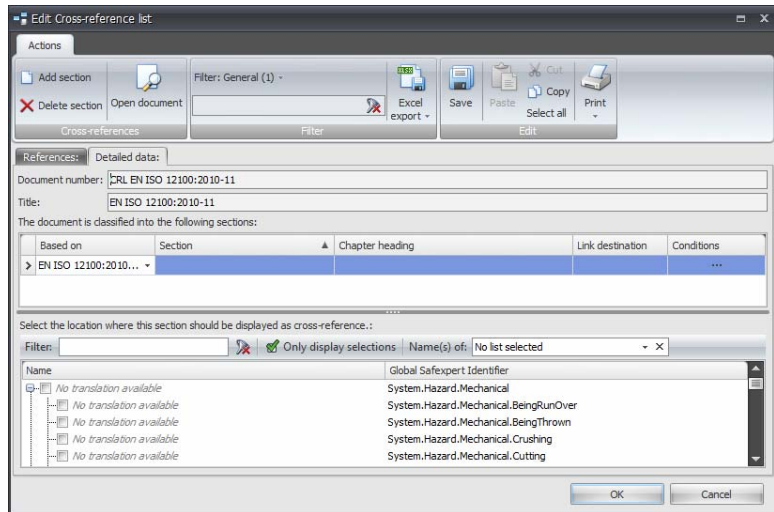 Edit Cross-reference list
Actions
Add section
Delete section
Open document
Cross-references
Filter: General (1)
Filter
Excel export
Save
Paste
Cut
Copy
Select all
Print
Edit
References:
Detailed data:
Document number: CRL EN ISO 12100:2010-11
Title: EN ISO 12100:2010-11
The document is classified into the following sections:
Based on Section Chapter heading Link destination Conditions
EN ISO 12100:2010... ...
Select the location where this section should be displayed as cross-reference.:
Filter: Only display selections Name(s) of: No list selected
Name Global Safexpert Identifier
No translation available System.Hazard.Mechanical
No translation available System.Hazard.Mechanical.BeingRunOver
No translation available System.Hazard.Mechanical.BeingThrown
No translation available System.Hazard.Mechanical.Crushing
No translation available System.Hazard.Mechanical.Cutting
OK Cancel